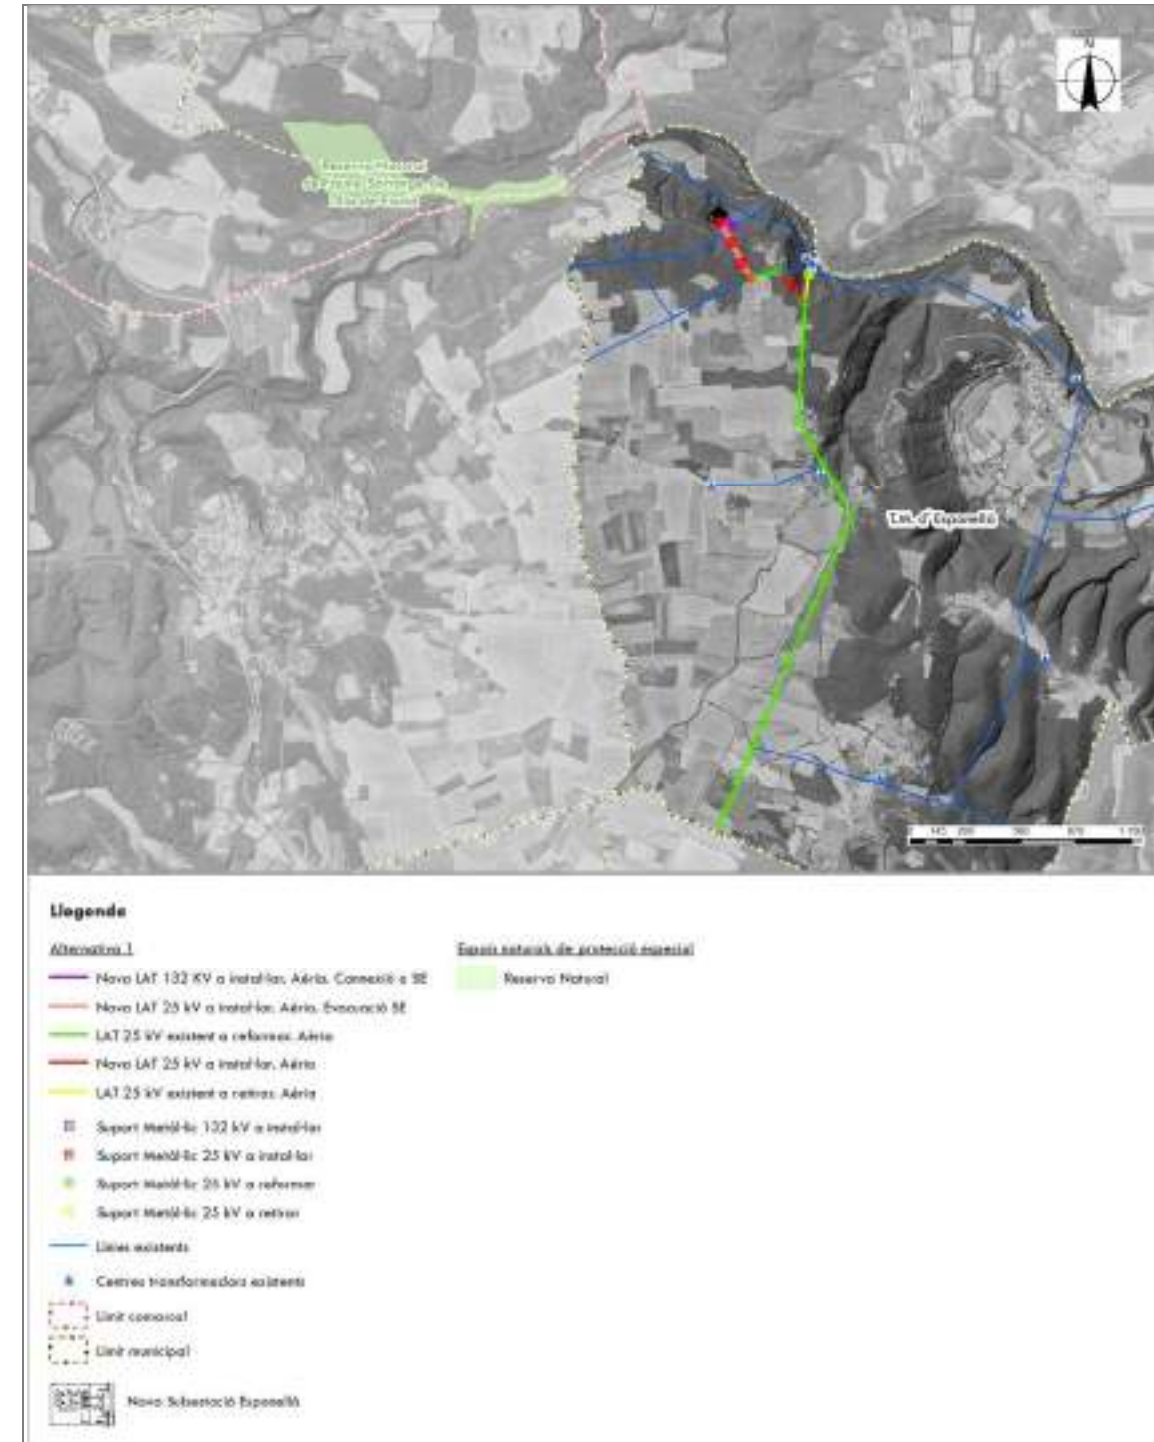 N
Reserva Natural
T.M. d'Esponellà
Llegenda
Alternativa 1
Nova LAT 132 KV a instal·lar. Aèria. Connexió a SE
Nova LAT 25 kV a instal·lar. Aèria. Evacuació SE
LAT 25 kV existent a reformar. Aèria
Nova LAT 25 kV a instal·lar. Aèria
LAT 25 kV existent a retirar. Aèria
Suport Metàl·lic 132 kV a instal·lar
Suport Metàl·lic 25 kV a instal·lar
Suport Metàl·lic 25 kV a reformar
Suport Metàl·lic 25 kV a retirar
Línies existents
Centres transformadors existents
Límit comarcal
Límit municipal
Nova Subestació Esponellà
Espais naturals de protecció especial
Reserva Natural